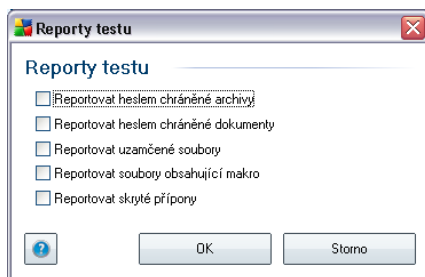 Reporty testu
Reporty testu
Reportovat heslem chráněné archivy
Reportovat heslem chráněné dokumenty
Reportovat uzamčené soubory
Reportovat soubory obsahující makro
Reportovat skryté přípony
? OK Storno